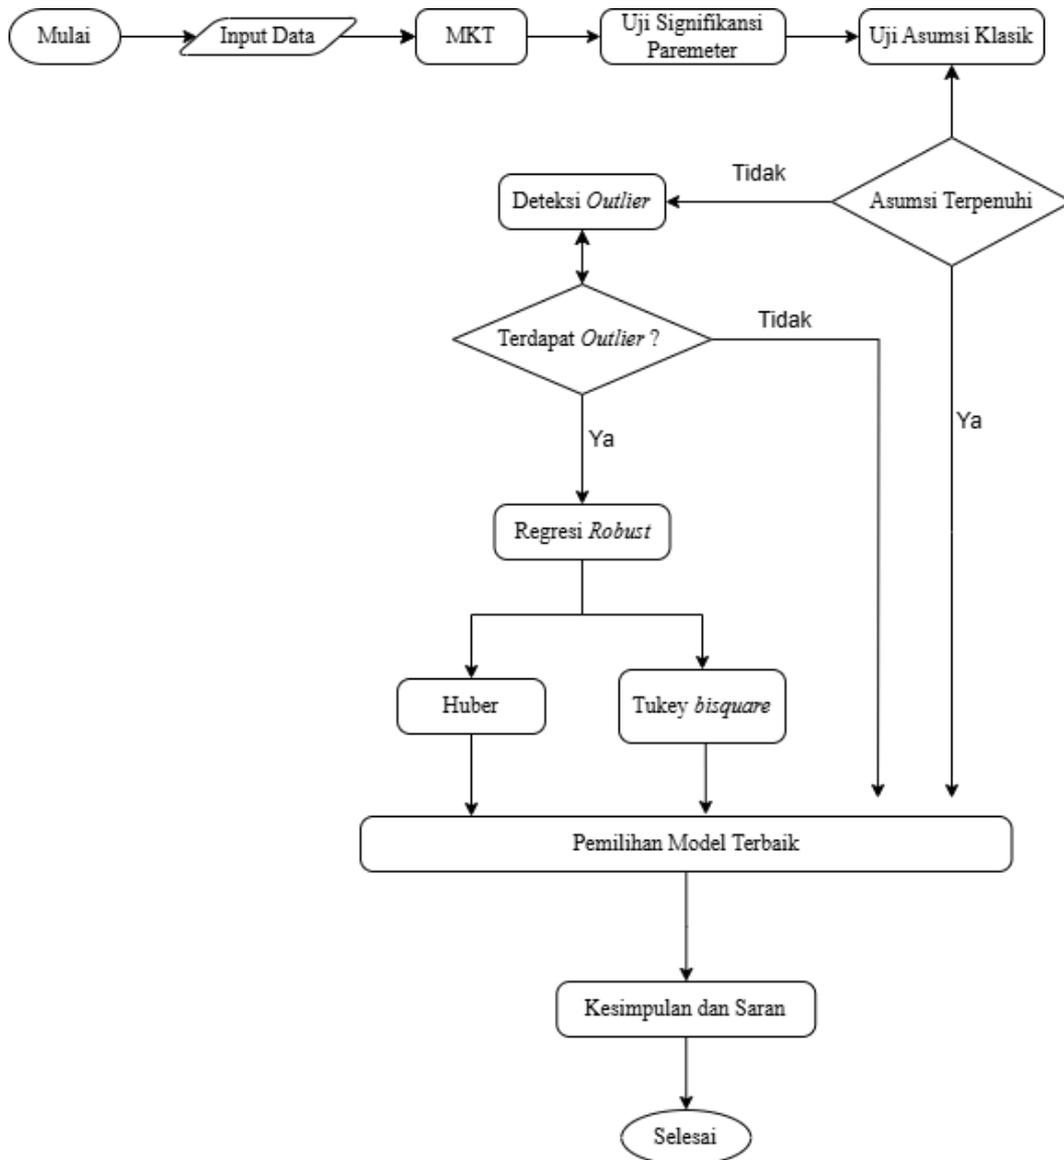 Mulai
Input Data
MKT
Uji Signifikansi
Paremeter
Uji Asumsi Klasik
Tidak
Deteksi Outlier
Asumsi Terpenuhi
Tidak
Terdapat Outlier ?
Ya
Ya
Regresi Robust
Huber
Tukey bisquare
Pemilihan Model Terbaik
Kesimpulan dan Saran
Selesai